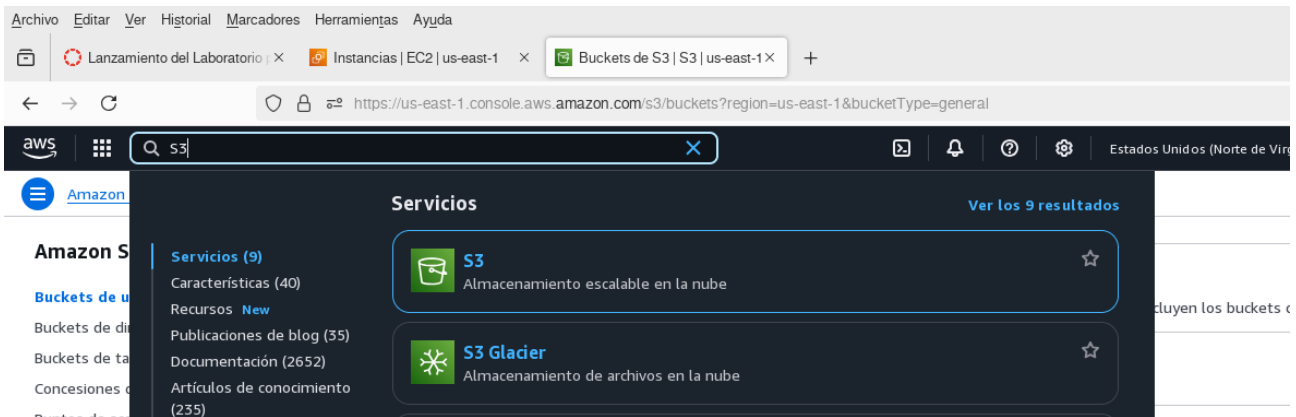 Archivo Editar Ver Historial Marcadores Herramientas Ayuda
Lanzamiento del Laboratorio Instancias | EC2 | us-east-1 Buckets de S3 | S3 | us-east-1
https://us-east-1.console.aws.amazon.com/s3/buckets?region=us-east-1&bucketType=general
aws S3 Estados Unidos (Norte de Virg
Amazon
Servicios Ver los 9 resultados
Amazon S
Buckets de u
Buckets de di
Buckets de ta
Concesiones
Servicios (9)
Características (40)
Recursos New
Publicaciones de blog (35)
Documentación (2652)
Artículos de conocimiento
(235)
S3
Almacenamiento escalable en la nube
S3 Glacier
Almacenamiento de archivos en la nube
cluyen los buckets